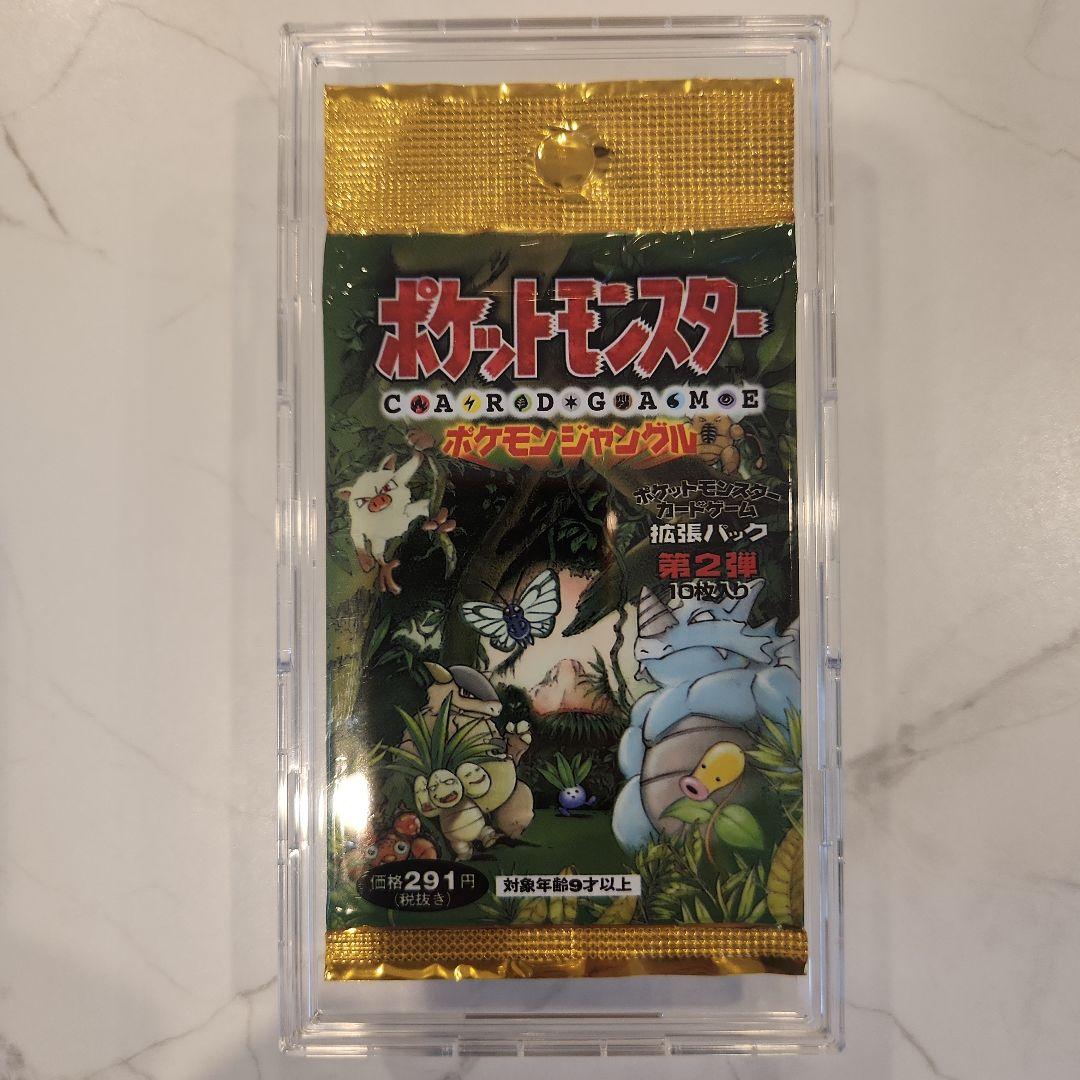 ポケットモンスター
TM
CARD GAME
ポケモンジャングル
ポケットモンスター
カードゲーム
拡張パック
第2弾
10枚入り
価格291円
(税抜き)
対象年齢9才以上